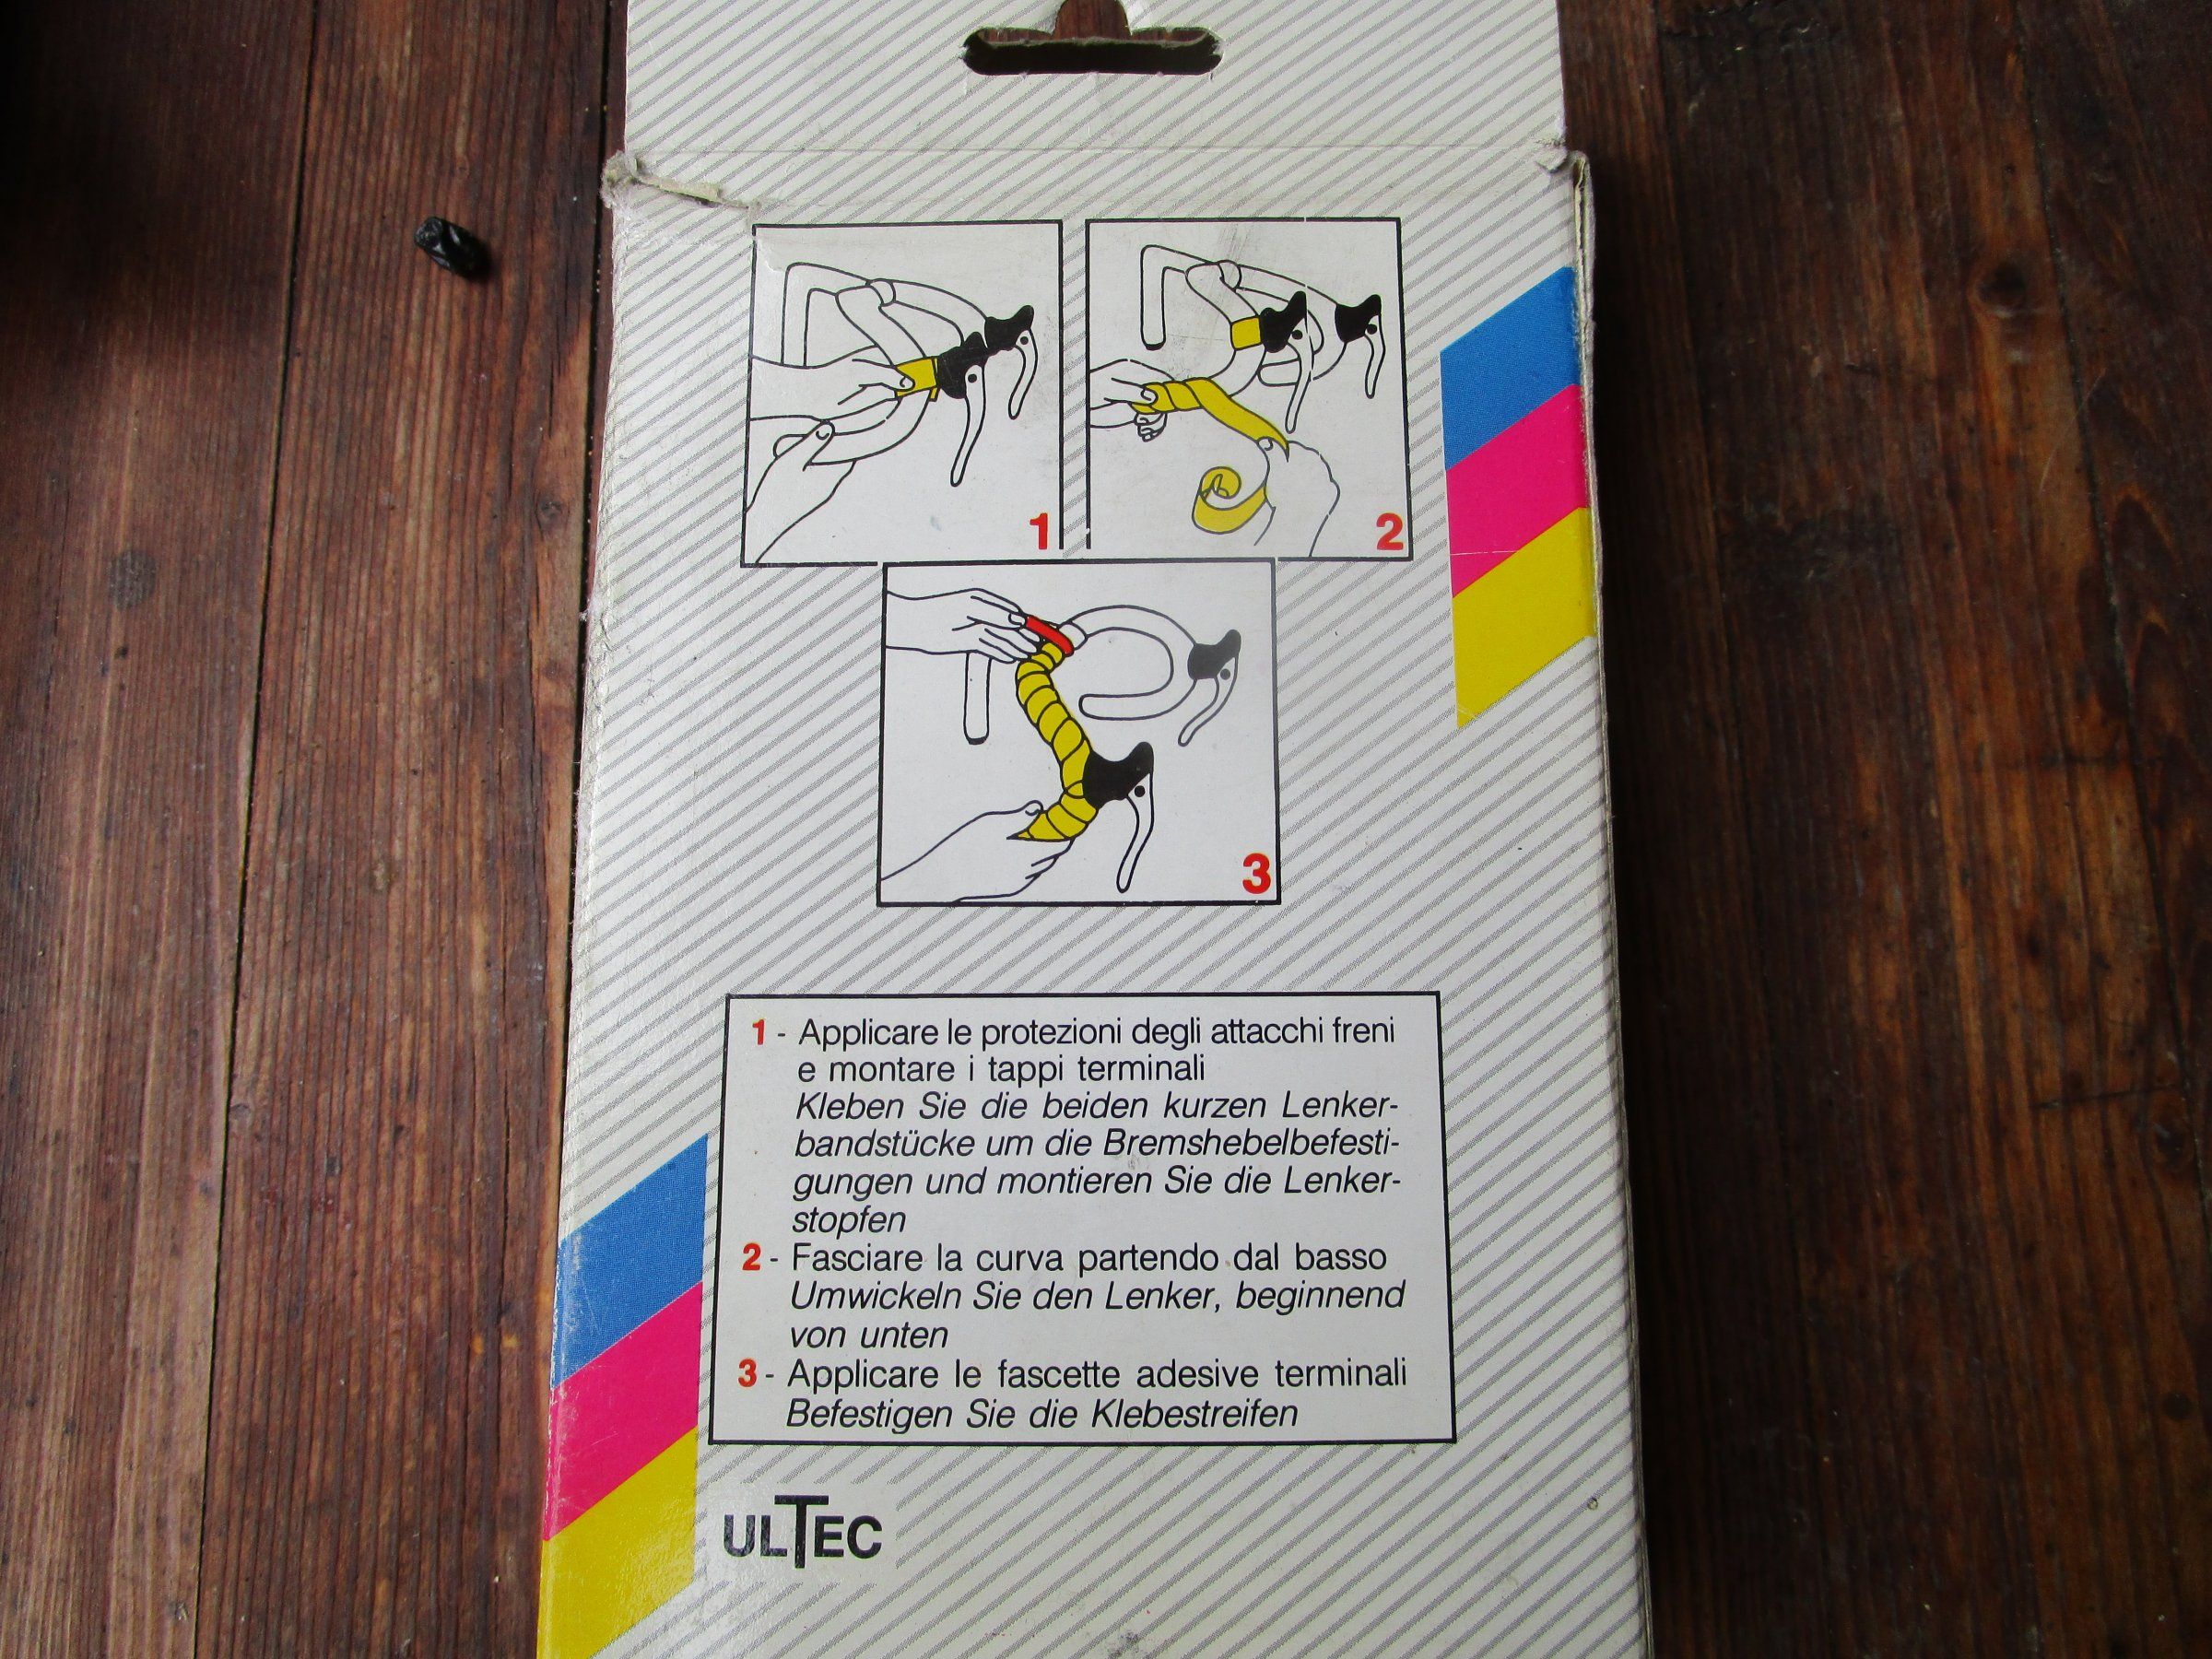 1
2
3
1 - Applicare le protezioni degli attacchi freni
e montare i tappi terminali
Kleben Sie die beiden kurzen Lenker-
bandstücke um die Bremshebelbefesti-
gungen und montieren Sie die Lenker-
stopfen
2 - Fasciare la curva partendo dal basso
Umwickeln Sie den Lenker, beginnend
von unten
3 - Applicare le fascette adesive terminali
Befestigen Sie die Klebestreifen
ULTEC